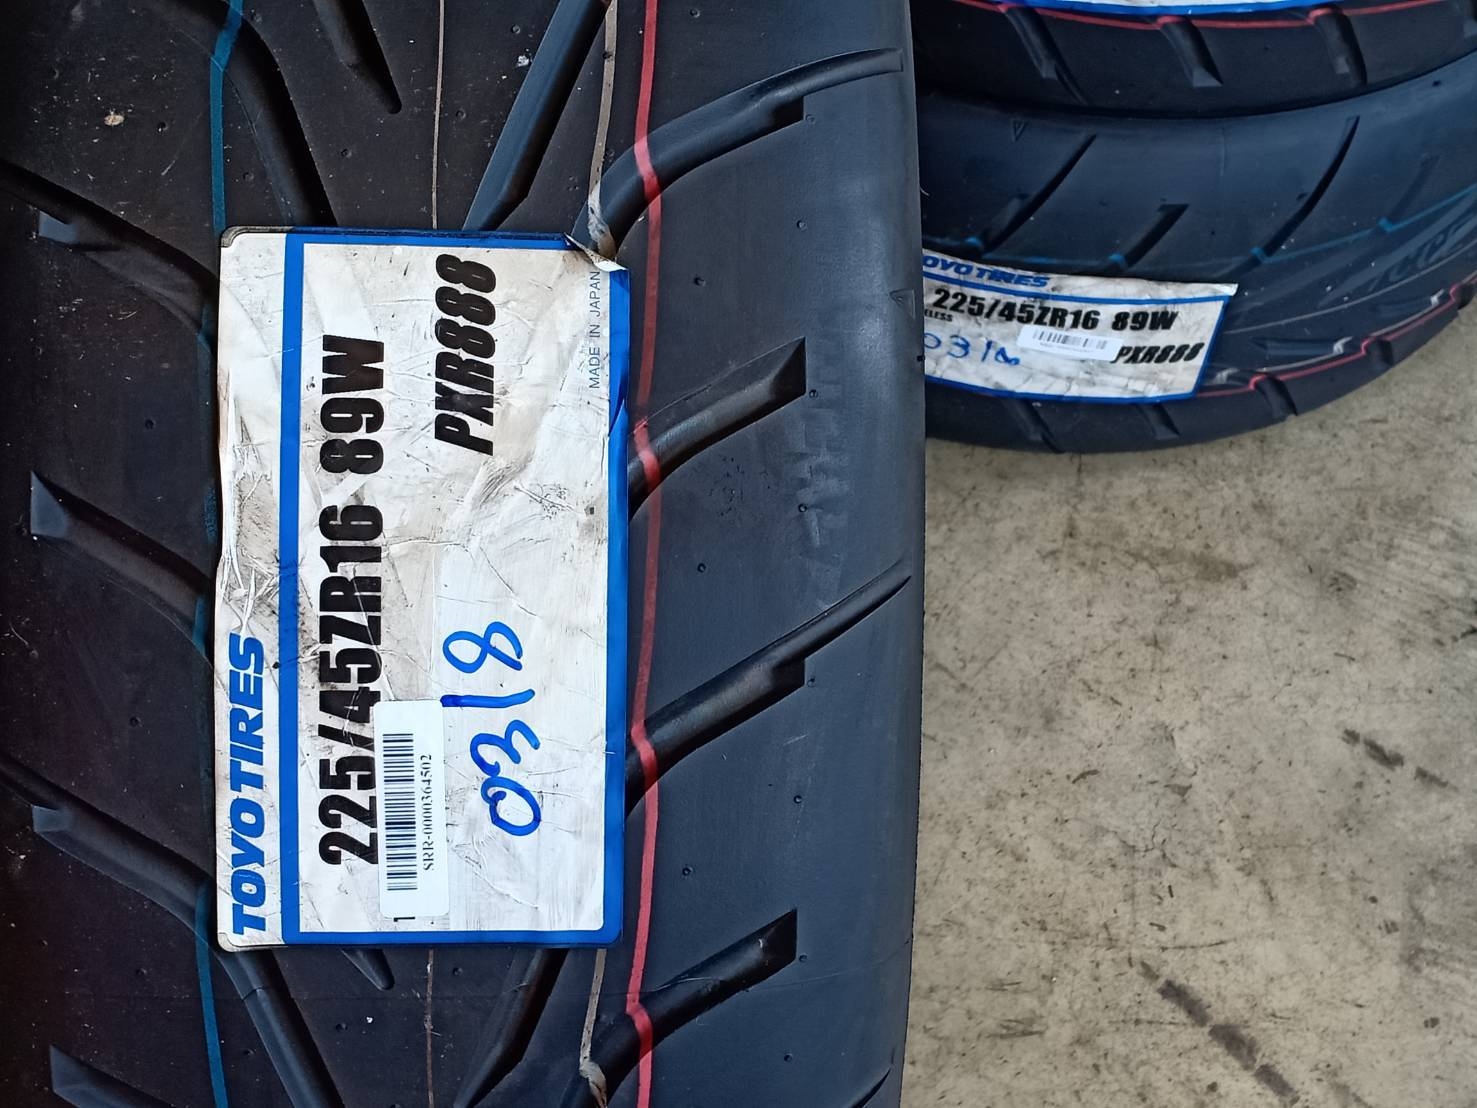 TOYO TIRES
225/45ZR16 89W
PXR888
MADE IN JAPAN
SRR-0000364502
0318
TOYO TIRES
225/45ZR16 89W
PXR888
0318